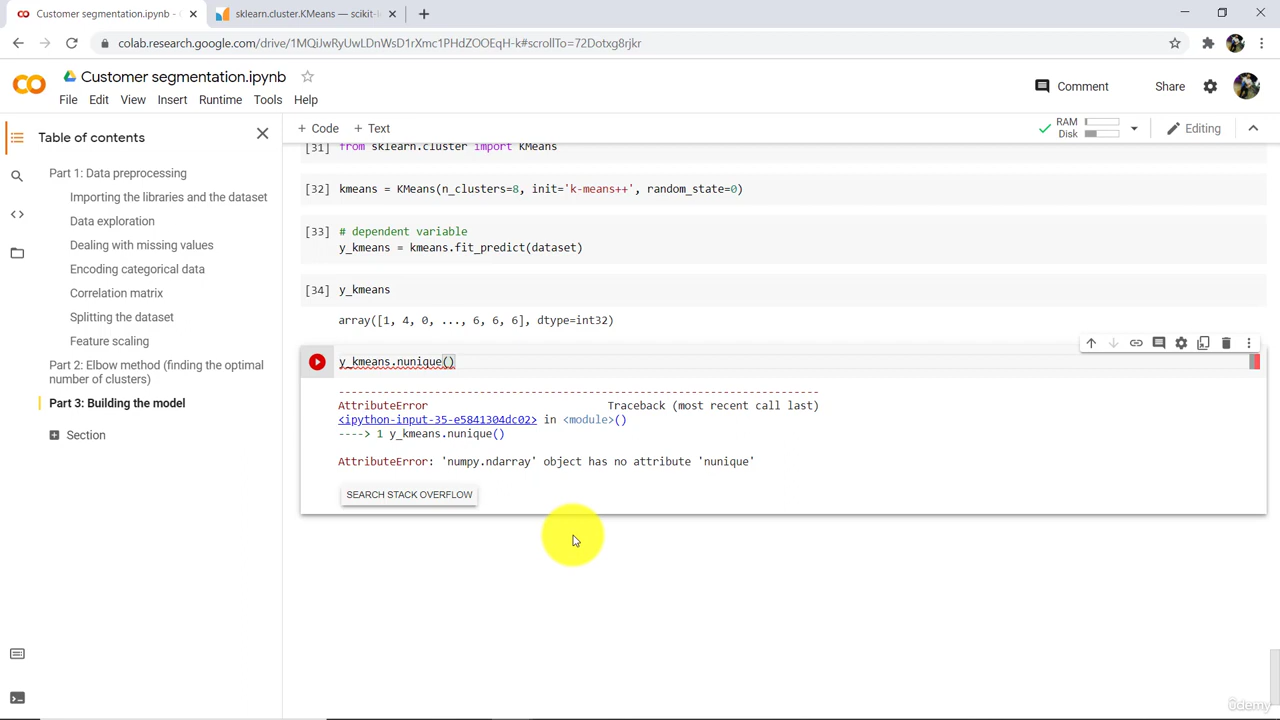 Customer segmentation.ipynb -
sklearn.cluster.KMeans — scikit-l
colab.research.google.com/drive/1MQiJwRyUwLDnWsD1rXmc1PHdZOOEqH-k#scrollTo=72Dotxg8rjkr
Customer segmentation.ipynb
File Edit View Insert Runtime Tools Help
Comment Share
Table of contents
+ Code + Text
RAM
Disk
Editing
Part 1: Data preprocessing
Importing the libraries and the dataset
Data exploration
Dealing with missing values
Encoding categorical data
Correlation matrix
Splitting the dataset
Feature scaling
Part 2: Elbow method (finding the optimal
number of clusters)
Part 3: Building the model
Section
[31] from sklearn.cluster import KMeans
[32] kmeans = KMeans(n_clusters=8, init='k-means++', random_state=0)
[33] # dependent variable
y_kmeans = kmeans.fit_predict(dataset)
[34] y_kmeans
array([1, 4, 0, ..., 6, 6, 6], dtype=int32)
y_kmeans.nunique()
---------------------------------------------------------------------------
AttributeError Traceback (most recent call last)
<ipython-input-35-e5841304dc02> in <module>()
----> 1 y_kmeans.nunique()
AttributeError: 'numpy.ndarray' object has no attribute 'nunique'
SEARCH STACK OVERFLOW
ûdemy